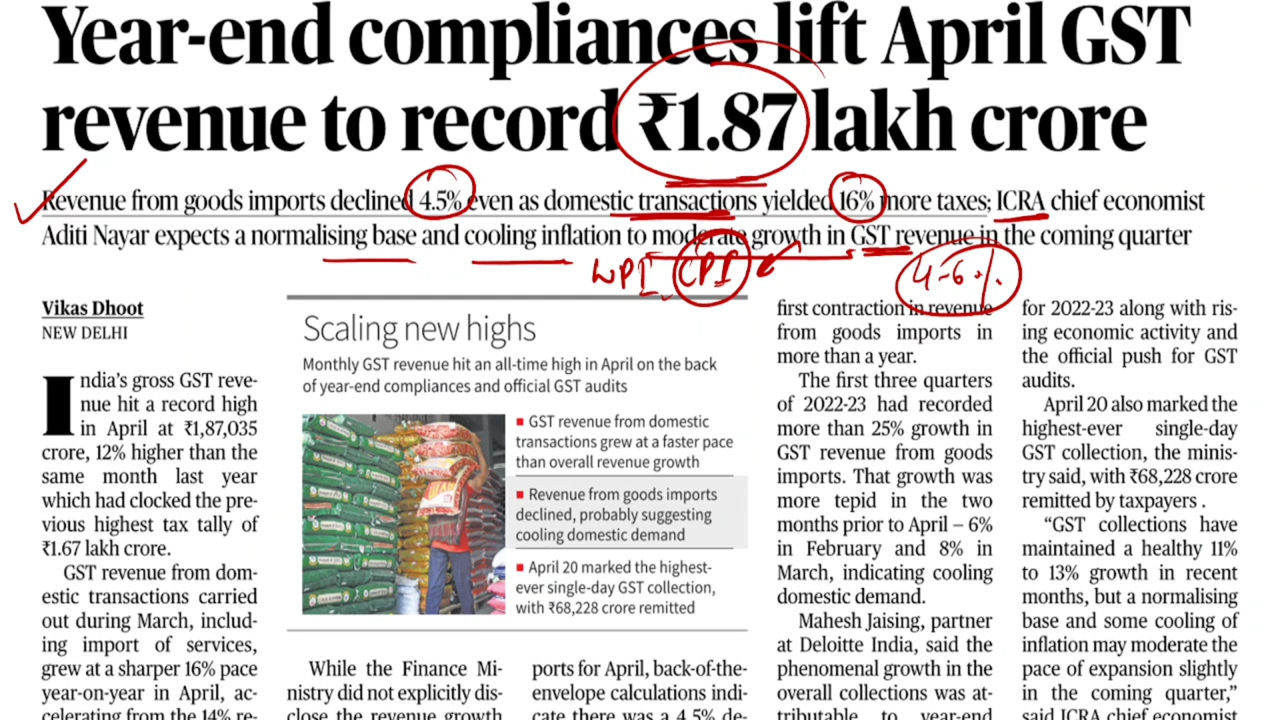 Year-end compliances lift April GST
revenue to record ₹1.87 lakh crore
Revenue from goods imports declined 4.5% even as domestic transactions yielded 16% more taxes; ICRA chief economist
Aditi Nayar expects a normalising base and cooling inflation to moderate growth in GST revenue in the coming quarter
WPI, CPI
4-6%
Vikas Dhoot
NEW DELHI
India's gross GST reve-
nue hit a record high
in April at ₹1,87,035
crore, 12% higher than the
same month last year
which had clocked the pre-
vious highest tax tally of
₹1.67 lakh crore.
GST revenue from dom-
estic transactions carried
out during March, includ-
ing import of services,
grew at a sharper 16% pace
year-on-year in April, ac-
celerating from the 14% re-
Scaling new highs
Monthly GST revenue hit an all-time high in April on the back
of year-end compliances and official GST audits
GST revenue from domestic
transactions grew at a faster pace
than overall revenue growth
Revenue from goods imports
declined, probably suggesting
cooling domestic demand
April 20 marked the highest-
ever single-day GST collection,
with ₹68,228 crore remitted
While the Finance Mi-
nistry did not explicitly dis-
close the revenue growth
ports for April, back-of-the-
envelope calculations indi-
cate there was a 4.5% de-
first contraction in revenue
from goods imports in
more than a year.
The first three quarters
of 2022-23 had recorded
more than 25% growth in
GST revenue from goods
imports. That growth was
more tepid in the two
months prior to April – 6%
in February and 8% in
March, indicating cooling
domestic demand.
Mahesh Jaising, partner
at Deloitte India, said the
phenomenal growth in the
overall collections was at-
tributable to year-end
for 2022-23 along with ris-
ing economic activity and
the official push for GST
audits.
April 20 also marked the
highest-ever single-day
GST collection, the minis-
try said, with ₹68,228 crore
remitted by taxpayers .
"GST collections have
maintained a healthy 11%
to 13% growth in recent
months, but a normalising
base and some cooling of
inflation may moderate the
pace of expansion slightly
in the coming quarter,"
said ICRA chief economist